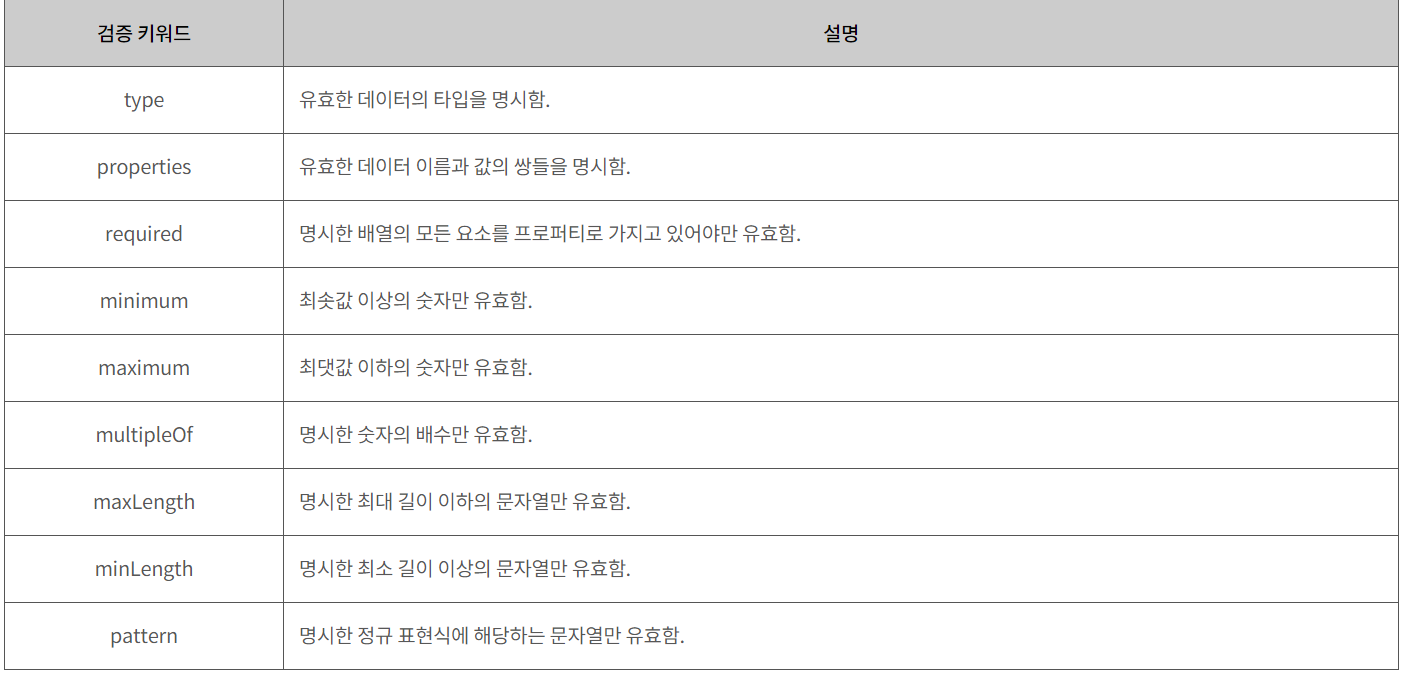 검증 키워드 설명
type 유효한 데이터의 타입을 명시함.
properties 유효한 데이터 이름과 값의 쌍들을 명시함.
required 명시한 배열의 모든 요소를 프로퍼티로 가지고 있어야만 유효함.
minimum 최솟값 이상의 숫자만 유효함.
maximum 최댓값 이하의 숫자만 유효함.
multipleOf 명시한 숫자의 배수만 유효함.
maxLength 명시한 최대 길이 이하의 문자열만 유효함.
minLength 명시한 최소 길이 이상의 문자열만 유효함.
pattern 명시한 정규 표현식에 해당하는 문자열만 유효함.